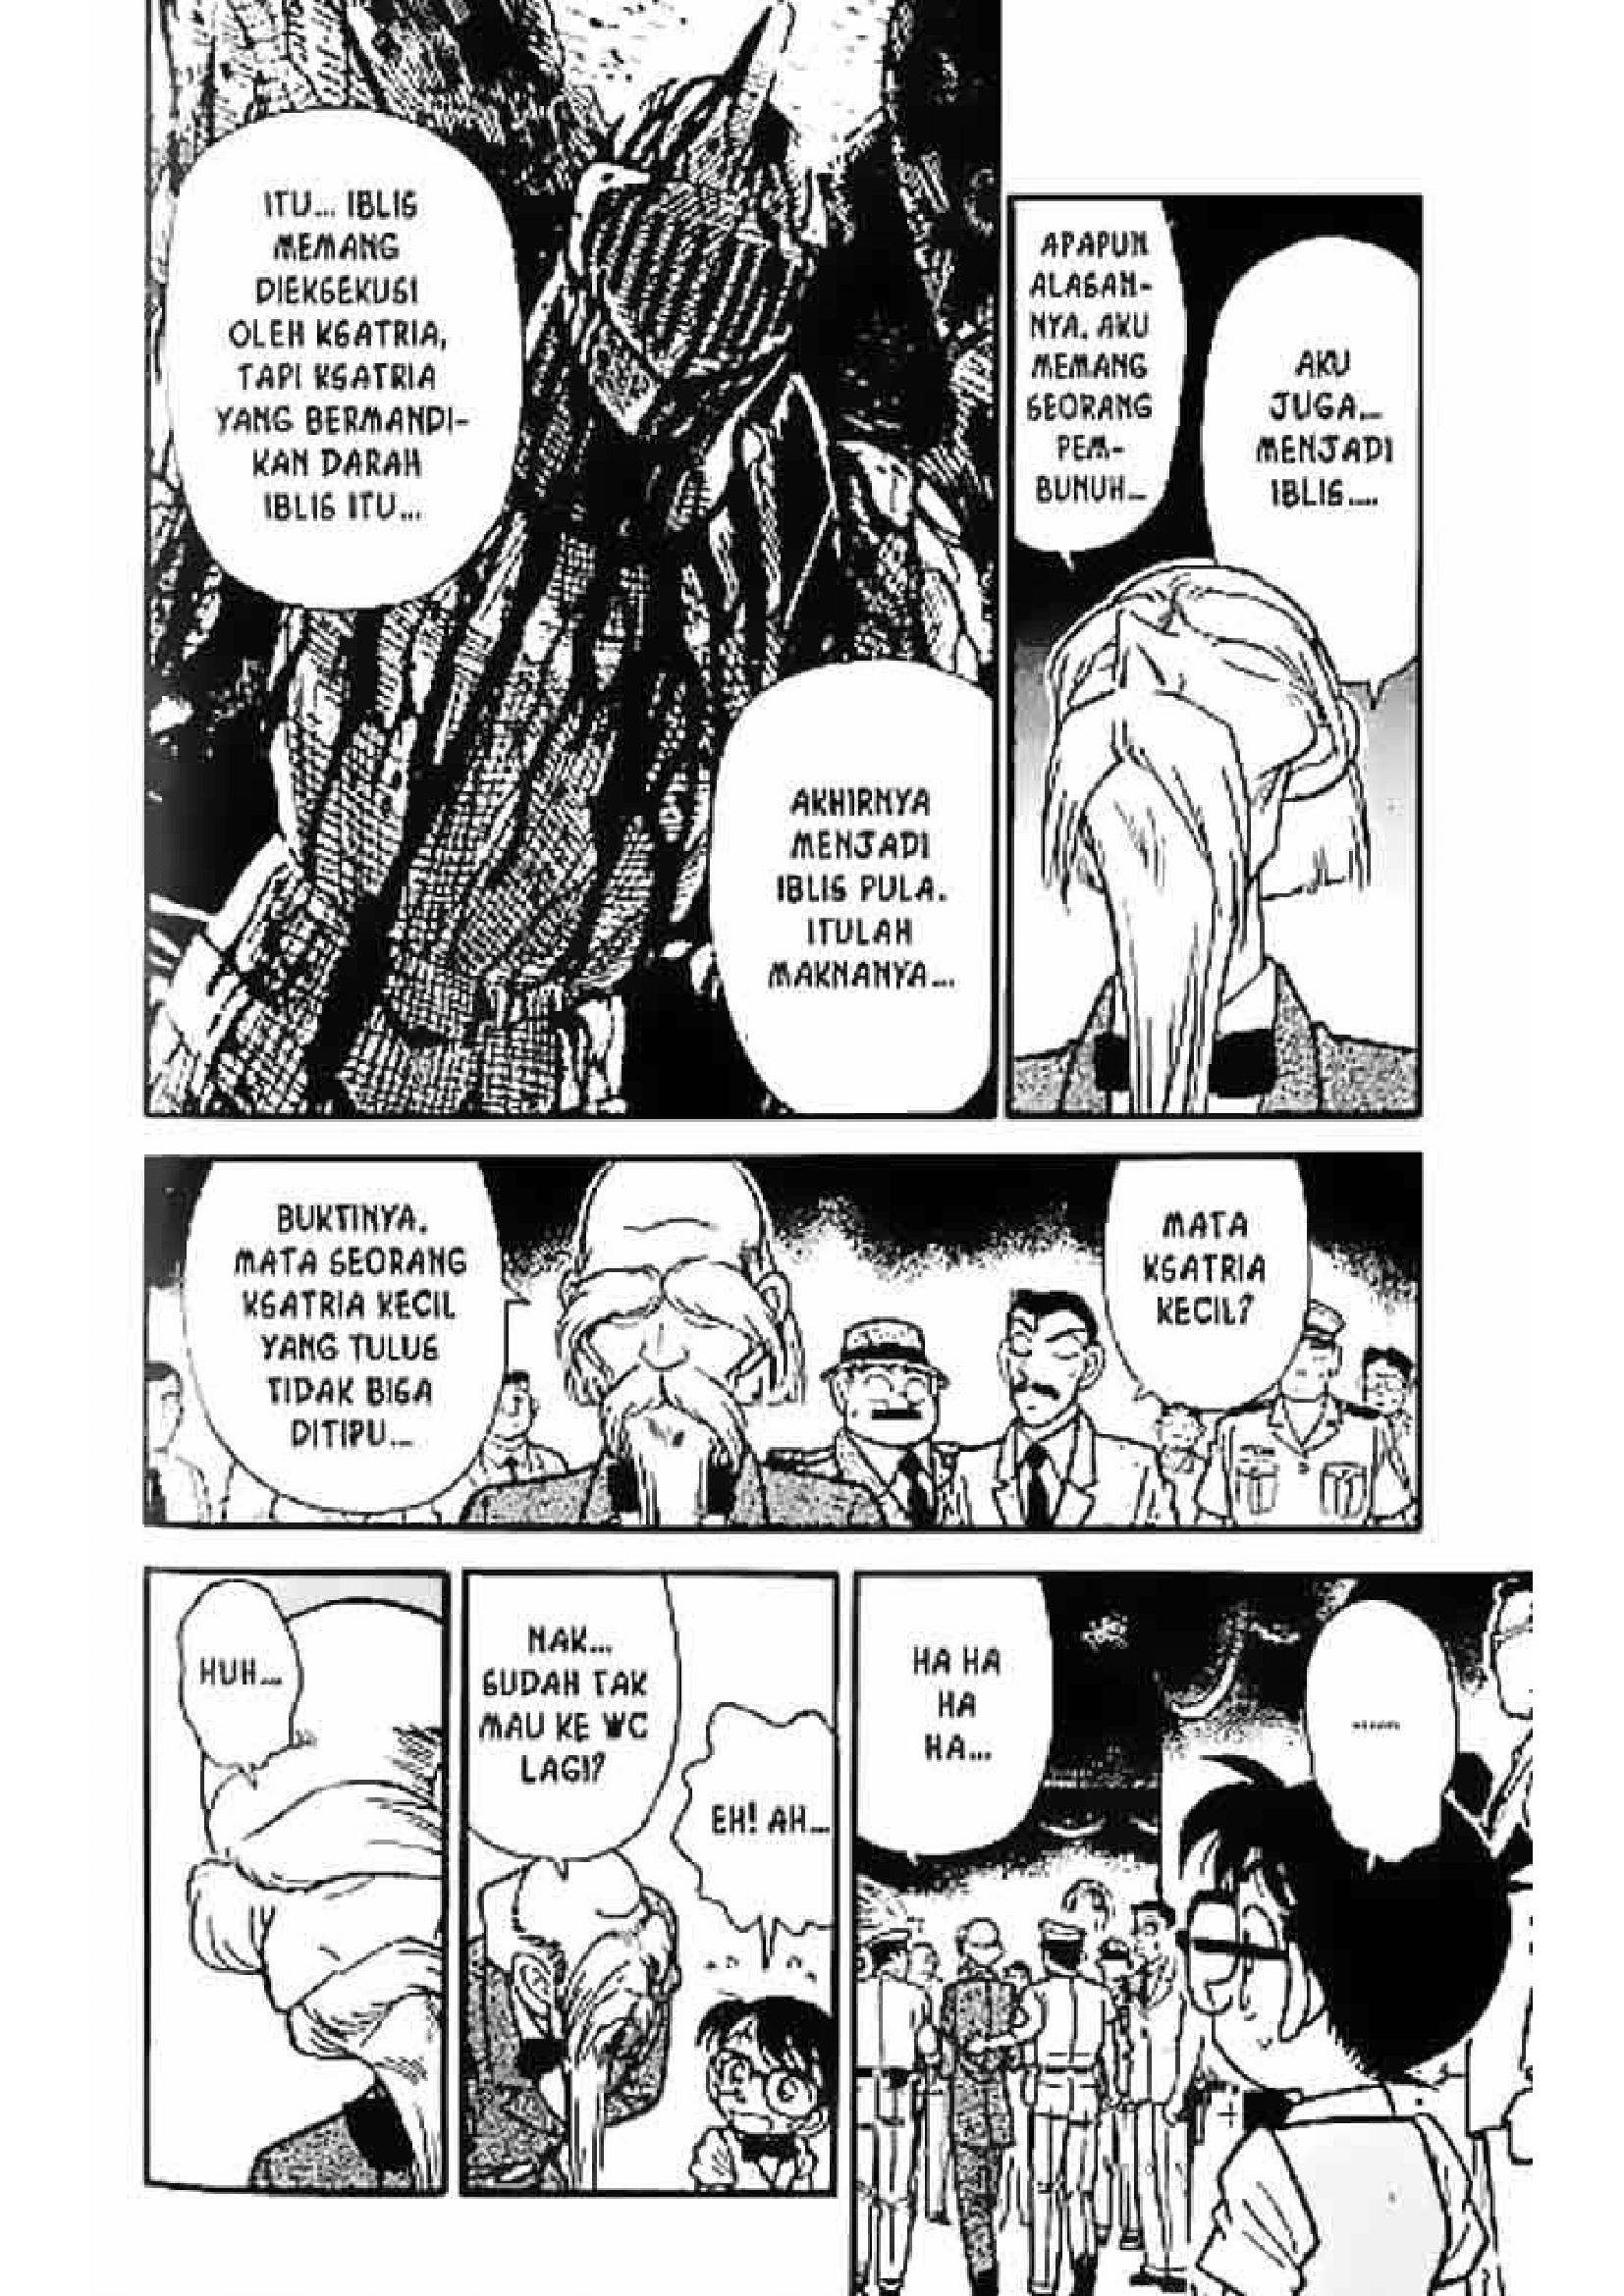 ITU... IBLIS
MEMANG
DIEKSEKUSI
OLEH KSATRIA,
TAPI KSATRIA
YANG BERMANDI-
KAN DARAH
IBLIS ITU...
AKHIRNYA
MENJADI
IBLIS PULA.
ITULAH
MAKNANYA...
APAPUN
ALASAN-
NYA. AKU
MEMANG
SEORANG
PEM-
BUNUH...
AKU
JUGA...
MENJADI
IBLIS....
BUKTINYA.
MATA SEORANG
KSATRIA KECIL
YANG TULUS
TIDAK BISA
DITIPU...
MATA
KSATRIA
KECIL?
HUH...
NAK...
SUDAH TAK
MAU KE WC
LAGI?
EH! AH...
HA HA
HA
HA...
......